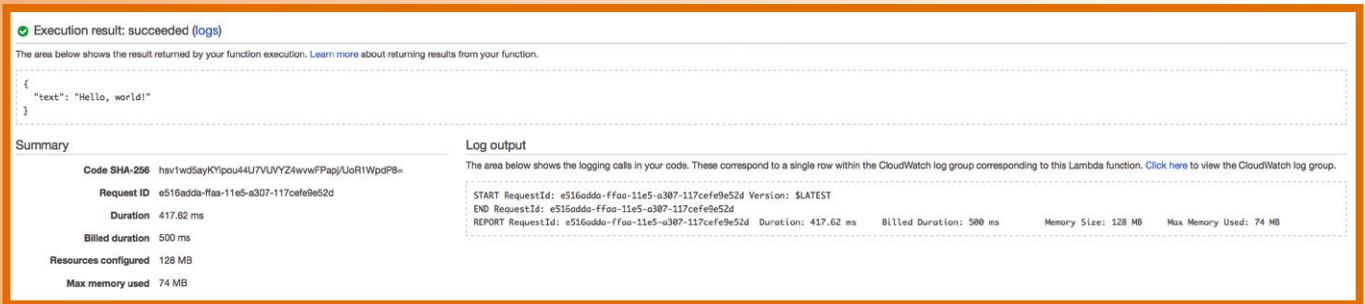 Execution result: succeeded (logs)
The area below shows the result returned by your function execution. Learn more about returning results from your function.
{
"text": "Hello, world!"
}
Summary
Code SHA-256 hsv1wd5ayKYipou44U7VUVYZ4wvwFPapj/UoR1WpdP8=
Request ID e516adda-ffaa-11e5-a307-117cefe9e52d
Duration 417.62 ms
Billed duration 500 ms
Resources configured 128 MB
Max memory used 74 MB
Log output
The area below shows the logging calls in your code. These correspond to a single row within the CloudWatch log group corresponding to this Lambda function. Click here to view the CloudWatch log group.
START RequestId: e516adda-ffaa-11e5-a307-117cefe9e52d Version: $LATEST
END RequestId: e516adda-ffaa-11e5-a307-117cefe9e52d
REPORT RequestId: e516adda-ffaa-11e5-a307-117cefe9e52d Duration: 417.62 ms Billed Duration: 500 ms Memory Size: 128 MB Max Memory Used: 74 MB